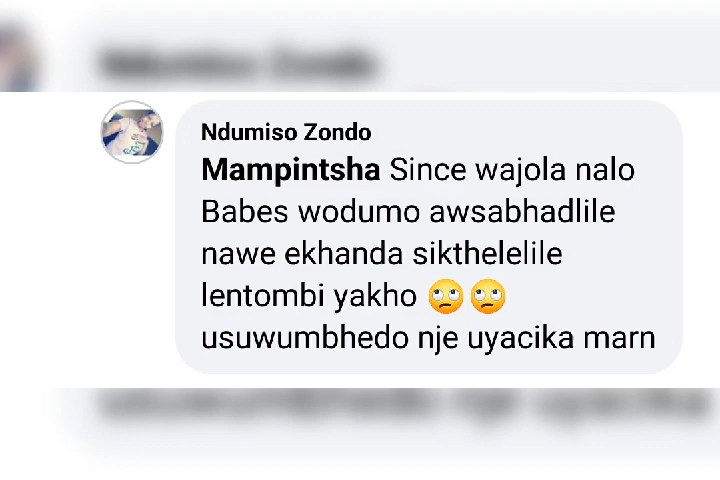 Ndumiso Zondo
Mampintsha Since wajola nalo
Babes wodumo awsabhadlile
nawe ekhanda sikthelelile
lentombi yakho 🙄🙄
usuwumbhedo nje uyacika marn